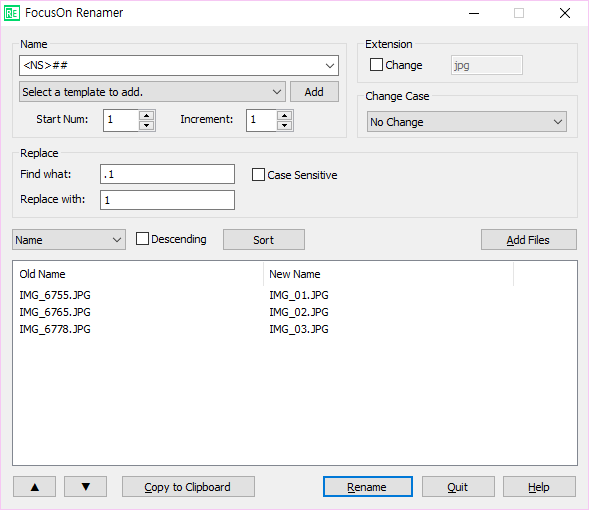 RE FocusOn Renamer
Name
<NS>##
Select a template to add.
Add
Start Num: 1 Increment: 1
Extension
Change jpg
Change Case
No Change
Replace
Find what: .1 Case Sensitive
Replace with: 1
Name Descending Sort Add Files
Old Name New Name
IMG_6755.JPG IMG_01.JPG
IMG_6765.JPG IMG_02.JPG
IMG_6778.JPG IMG_03.JPG
Copy to Clipboard Rename Quit Help